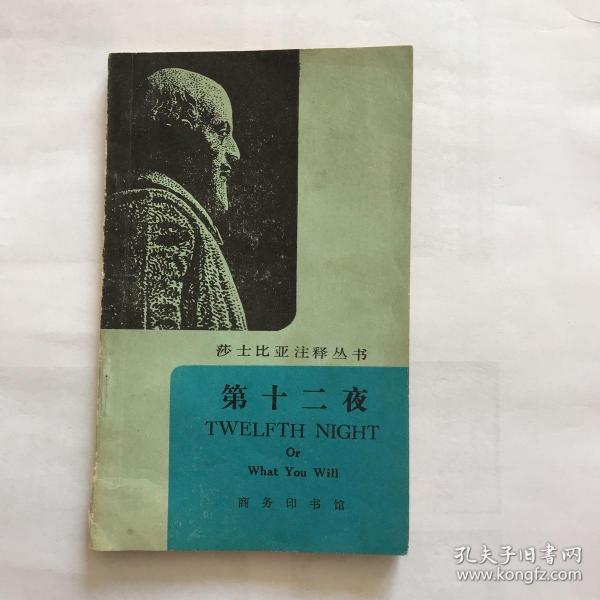 莎士比亚注释丛书
第十二夜
TWELFTH NIGHT
Or
What You Will
商务印书馆
孔夫子旧书网
www.kongfz.com